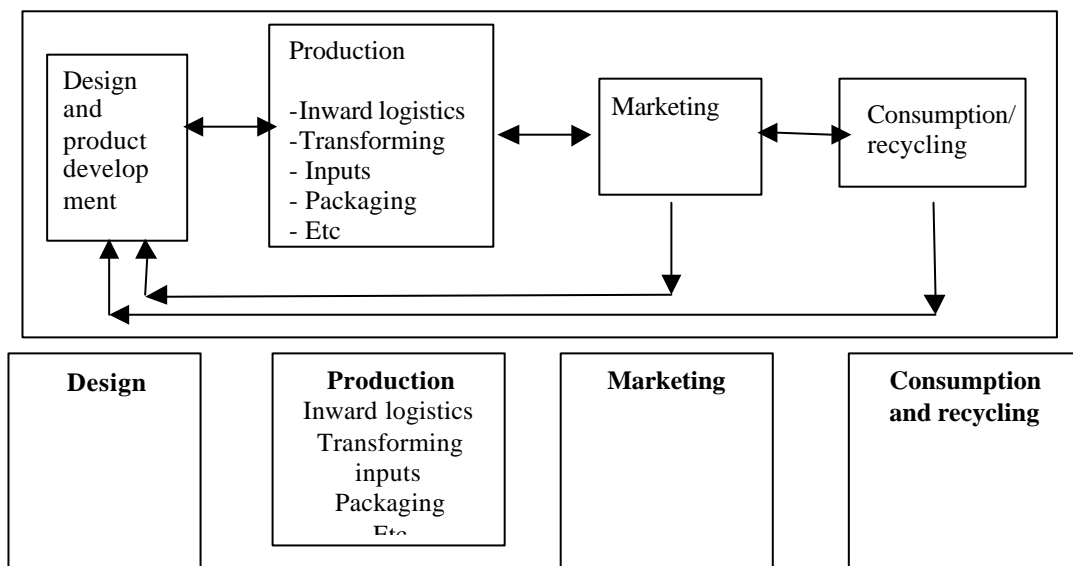 Design
and
product
develop
ment
Production
-Inward logistics
-Transforming
- Inputs
- Packaging
- Etc
Marketing
Consumption/
recycling
Design
Production
Inward logistics
Transforming
inputs
Packaging
Etc
Marketing
Consumption
and recycling